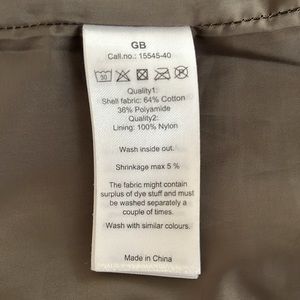 GB
Call.no.: 15545-40
30
Quality1:
Shell fabric: 64% Cotton
36% Polyamide
Quality2:
Lining: 100% Nylon
Wash inside out.
Shrinkage max 5 %
The fabric might contain
surplus of dye stuff and must
be washed separately
a couple of times.
Wash with similar colours.
Made in China